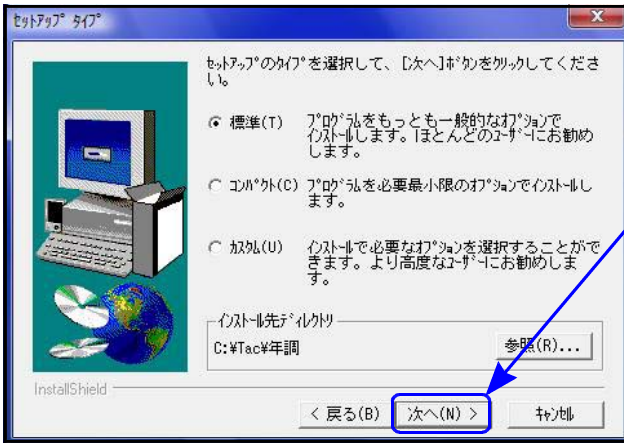 ｾｯﾄｱｯﾌﾟ ﾀｲﾌﾟ
ｾｯﾄｱｯﾌﾟのﾀｲﾌﾟを選択して、[次へ]ﾎﾞﾀﾝをｸﾘｯｸしてくださ
い。
標準(T) ﾌﾟﾛｸﾞﾗﾑをもっとも一般的なｵﾌﾟｼｮﾝで
ｲﾝｽﾄｰﾙします。ほとんどのﾕｰｻﾞｰにお勧め
します。
ｺﾝﾊﾟｸﾄ(C) ﾌﾟﾛｸﾞﾗﾑを必要最小限のｵﾌﾟｼｮﾝでｲﾝｽﾄｰﾙし
ます。
ｶｽﾀﾑ(U) ｲﾝｽﾄｰﾙで必要なｵﾌﾟｼｮﾝを選択することがで
きます。より高度なﾕｰｻﾞｰにお勧めしま
す。
ｲﾝｽﾄｰﾙ先ﾃﾞｨﾚｸﾄﾘ
C:¥Tac¥年調
参照(R)...
InstallShield
< 戻る(B) 次へ(N) > ｷｬﾝｾﾙ